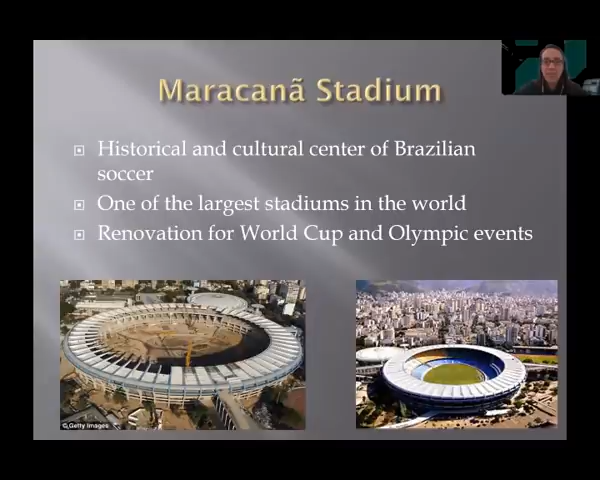 Maracanã Stadium
Historical and cultural center of Brazilian
soccer
One of the largest stadiums in the world
Renovation for World Cup and Olympic events
© Getty Images